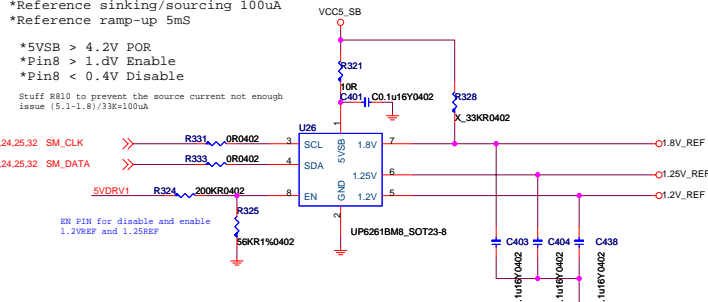 *Reference sinking/sourcing 100uA
*Reference ramp-up 5mS
*5VSB > 4.2V POR
*Pin8 > 1.dV Enable
*Pin8 < 0.4V Disable
Stuff R810 to prevent the source current not enough
issue (5.1-1.8)/33K=100uA
VCC5_SB
R321
10R
C401
C0.1u16Y0402
R328
X_33KR0402
U26
1
5VSB
,24,25,32 SM_CLK
R331
0R0402
3
SCL
1.8V
7
1.8V_REF
,24,25,32 SM_DATA
R333
0R0402
4
SDA
1.25V
6
1.25V_REF
5VDRV1
R324
200KR0402
8
EN
GND
1.2V
5
1.2V_REF
2
R325
56KR1%0402
EN PIN for disable and enable
1.2VREF and 1.25REF
UP6261BM8_SOT23-8
C403
C404
C438
.1u16Y0402
.1u16Y0402
.1u16Y0402